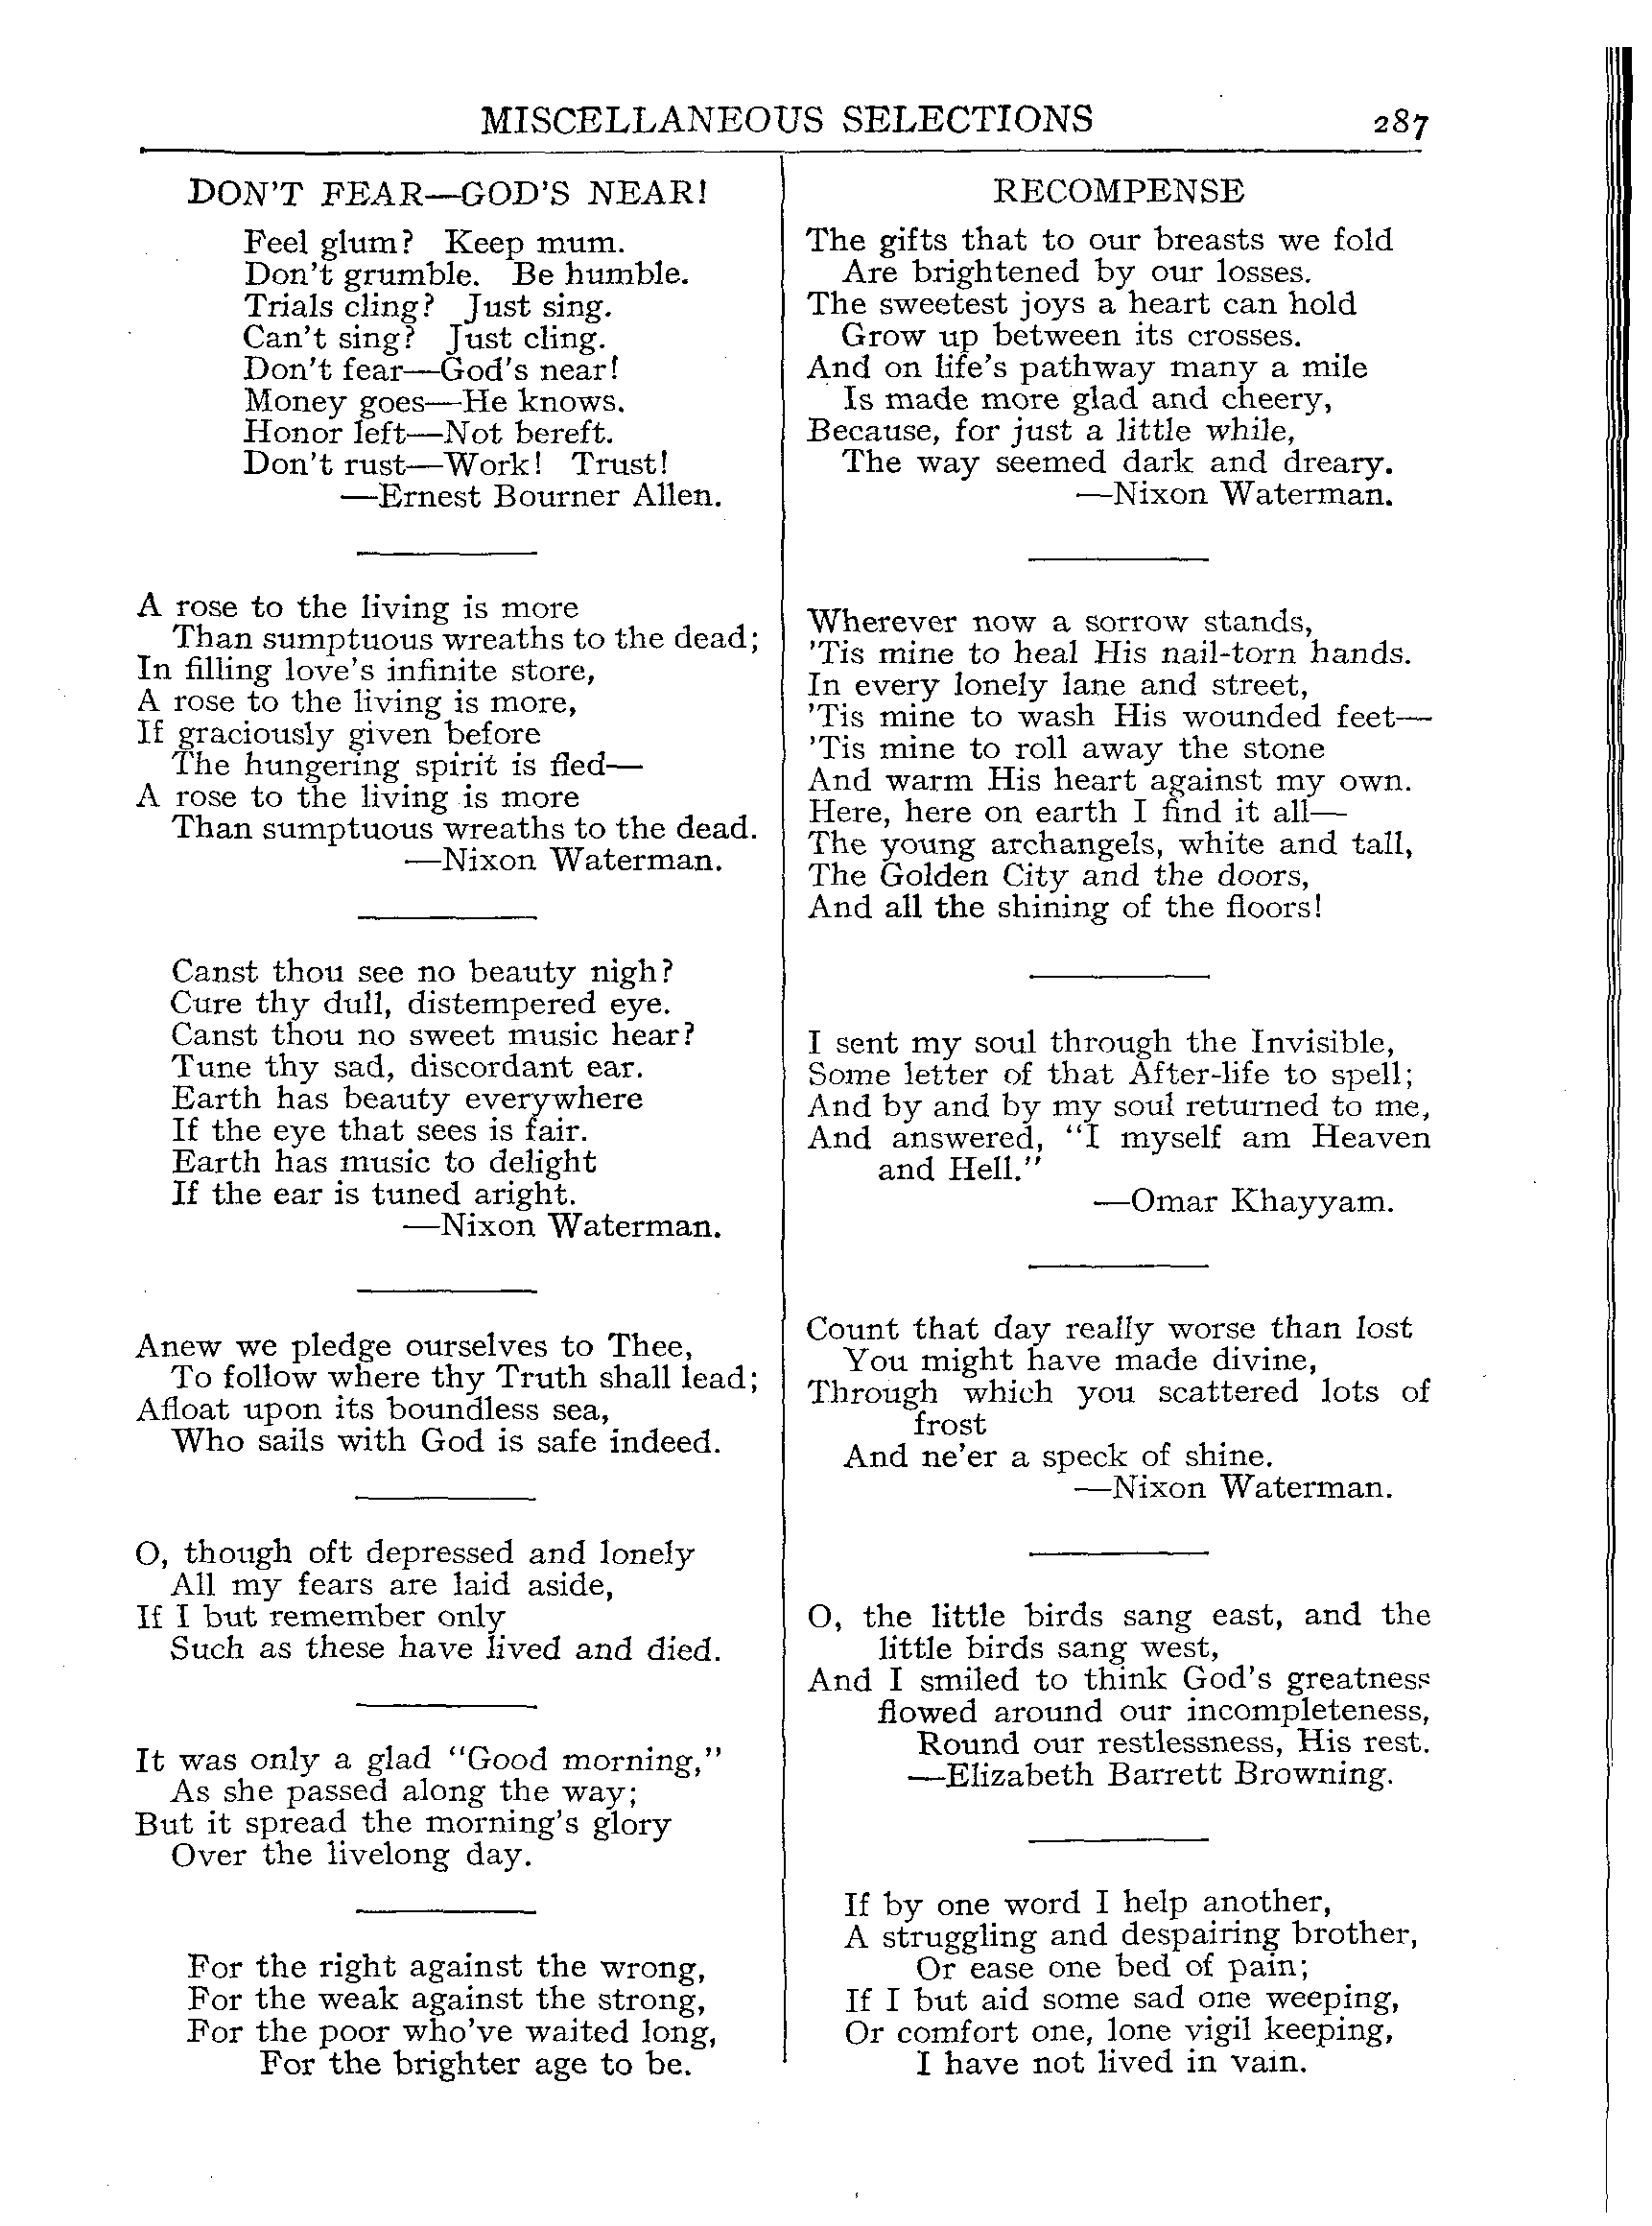 MISCELLANEOUS SELECTIONS 287
DON'T FEAR—GOD'S NEAR!
Feel glum? Keep mum.
Don't grumble. Be humble.
Trials cling? Just sing.
Can't sing? Just cling.
Don't fear—God's near!
Money goes—He knows.
Honor left—Not bereft.
Don't rust—Work! Trust!
—Ernest Bourner Allen.
A rose to the living is more
Than sumptuous wreaths to the dead;
In filling love's infinite store,
A rose to the living is more,
If graciously given before
The hungering spirit is fled—
A rose to the living is more
Than sumptuous wreaths to the dead.
—Nixon Waterman.
Canst thou see no beauty nigh?
Cure thy dull, distempered eye.
Canst thou no sweet music hear?
Tune thy sad, discordant ear.
Earth has beauty everywhere
If the eye that sees is fair.
Earth has music to delight
If the ear is tuned aright.
—Nixon Waterman.
Anew we pledge ourselves to Thee,
To follow where thy Truth shall lead;
Afloat upon its boundless sea,
Who sails with God is safe indeed.
O, though oft depressed and lonely
All my fears are laid aside,
If I but remember only
Such as these have lived and died.
It was only a glad "Good morning,"
As she passed along the way;
But it spread the morning's glory
Over the livelong day.
For the right against the wrong,
For the weak against the strong,
For the poor who've waited long,
For the brighter age to be.
RECOMPENSE
The gifts that to our breasts we fold
Are brightened by our losses.
The sweetest joys a heart can hold
Grow up between its crosses.
And on life's pathway many a mile
Is made more glad and cheery,
Because, for just a little while,
The way seemed dark and dreary.
—Nixon Waterman.
Wherever now a sorrow stands,
'Tis mine to heal His nail-torn hands.
In every lonely lane and street,
'Tis mine to wash His wounded feet—
'Tis mine to roll away the stone
And warm His heart against my own.
Here, here on earth I find it all—
The young archangels, white and tall,
The Golden City and the doors,
And all the shining of the floors!
I sent my soul through the Invisible,
Some letter of that After-life to spell;
And by and by my soul returned to me,
And answered, "I myself am Heaven
and Hell."
—Omar Khayyam.
Count that day really worse than lost
You might have made divine,
Through which you scattered lots of
frost
And ne'er a speck of shine.
—Nixon Waterman.
O, the little birds sang east, and the
little birds sang west,
And I smiled to think God's greatness
flowed around our incompleteness,
Round our restlessness, His rest.
—Elizabeth Barrett Browning.
If by one word I help another,
A struggling and despairing brother,
Or ease one bed of pain;
If I but aid some sad one weeping,
Or comfort one, lone vigil keeping,
I have not lived in vain.